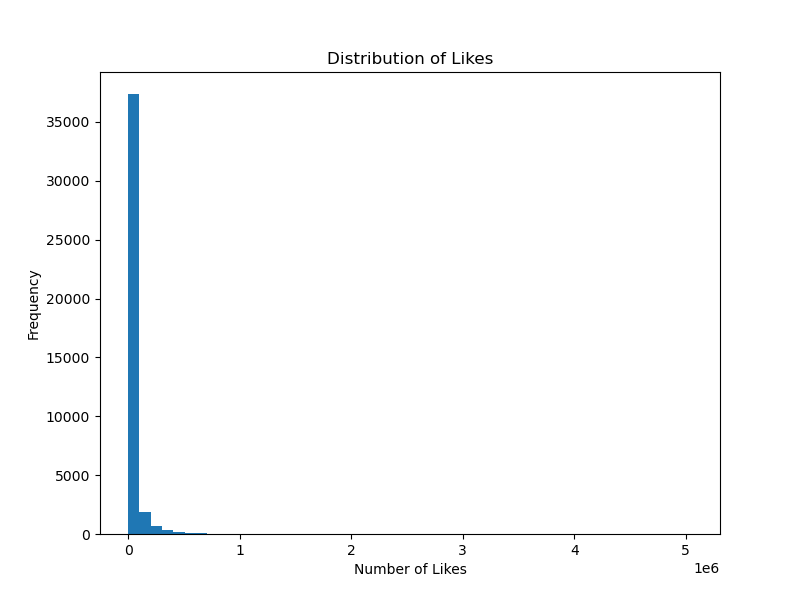 Distribution of Likes
35000
30000
25000
20000
15000
10000
5000
0
Frequency
0 1 2 3 4 5
1e6
Number of Likes